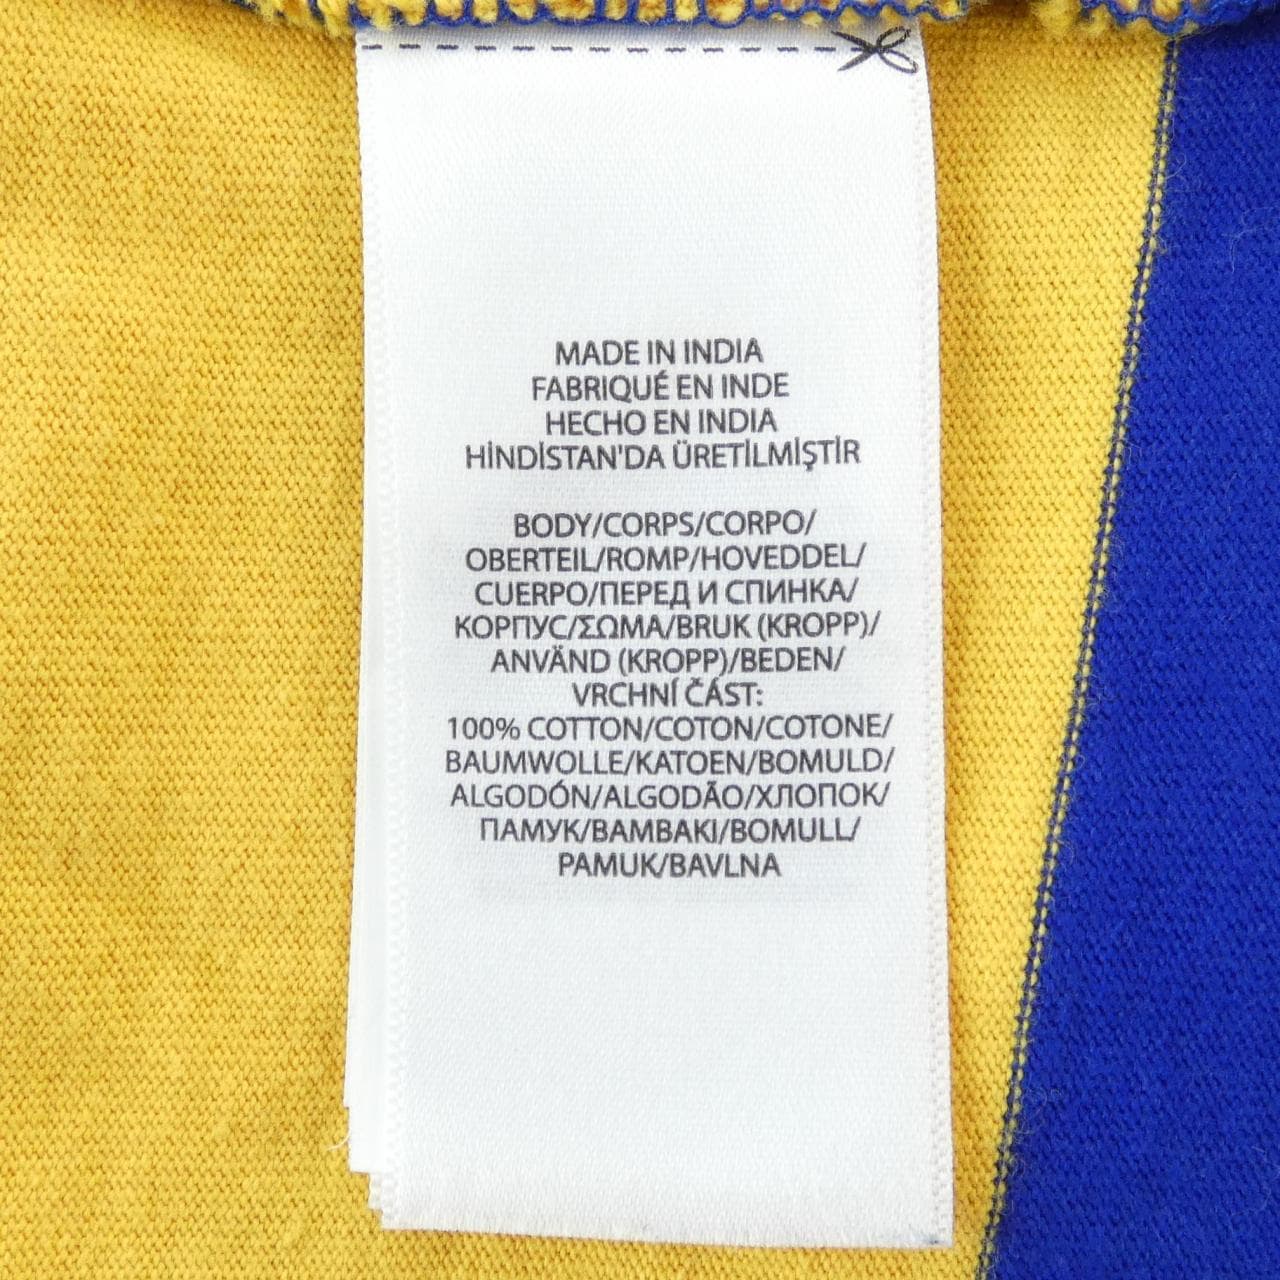 MADE IN INDIA
FABRIQUÉ EN INDE
HECHO EN INDIA
HİNDİSTAN'DA ÜRETİLMİŞTİR
BODY/CORPS/CORPO/
OBERTEIL/ROMP/HOVEDDEL/
CUERPO/ПЕРЕД И СПИНКА/
КОРПУС/ΣΩΜΑ/BRUK (KROPP)/
ANVÄND (KROPP)/BEDEN/
VRCHNÍ ČÁST:
100% COTTON/COTON/COTONE/
BAUMWOLLE/KATOEN/BOMULD/
ALGODÓN/ALGODÃO/ХЛОПОК/
ПАМУК/ΒΑΜΒΑΚΙ/BOMULL/
PAMUK/BAVLNA